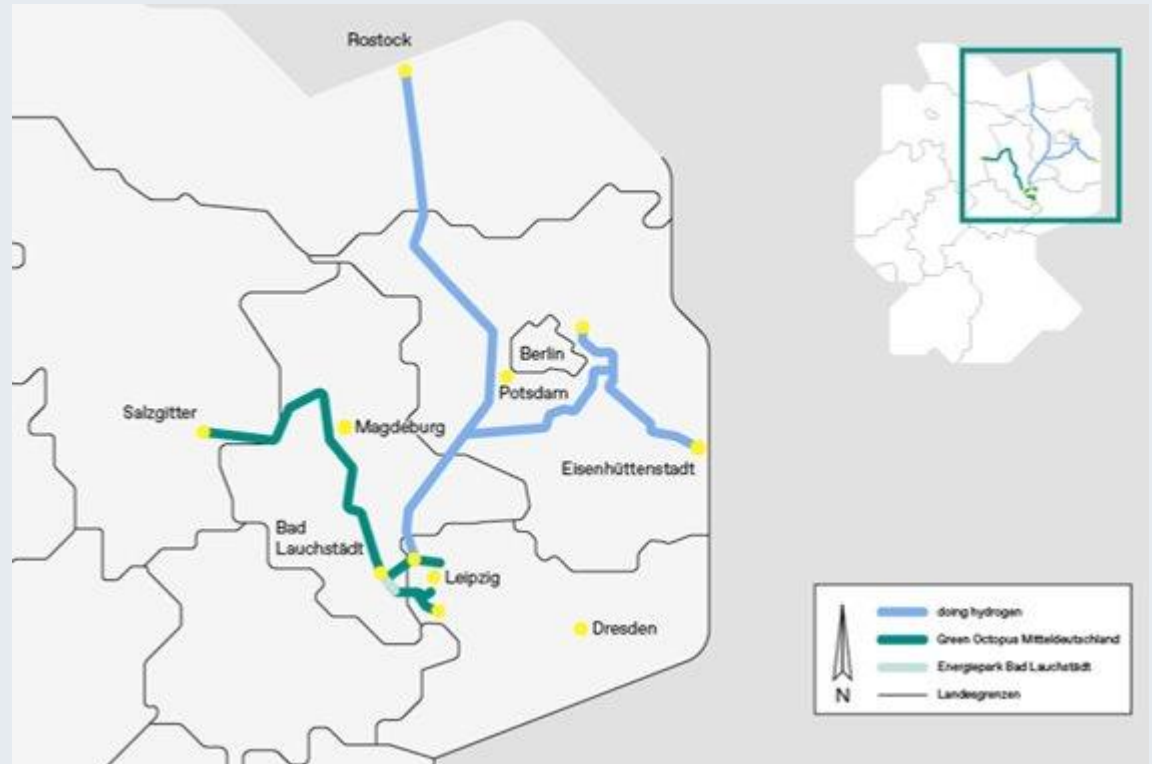 Rostock
Berlin
Potsdam
Salzgitter
Magdeburg
Eisenhüttenstadt
Bad
Lauchstädt
Leipzig
Dresden
doing hydrogen
Green Octopus Mitteldeutschland
Energiepark Bad Lauchstädt
Landesgrenzen
N